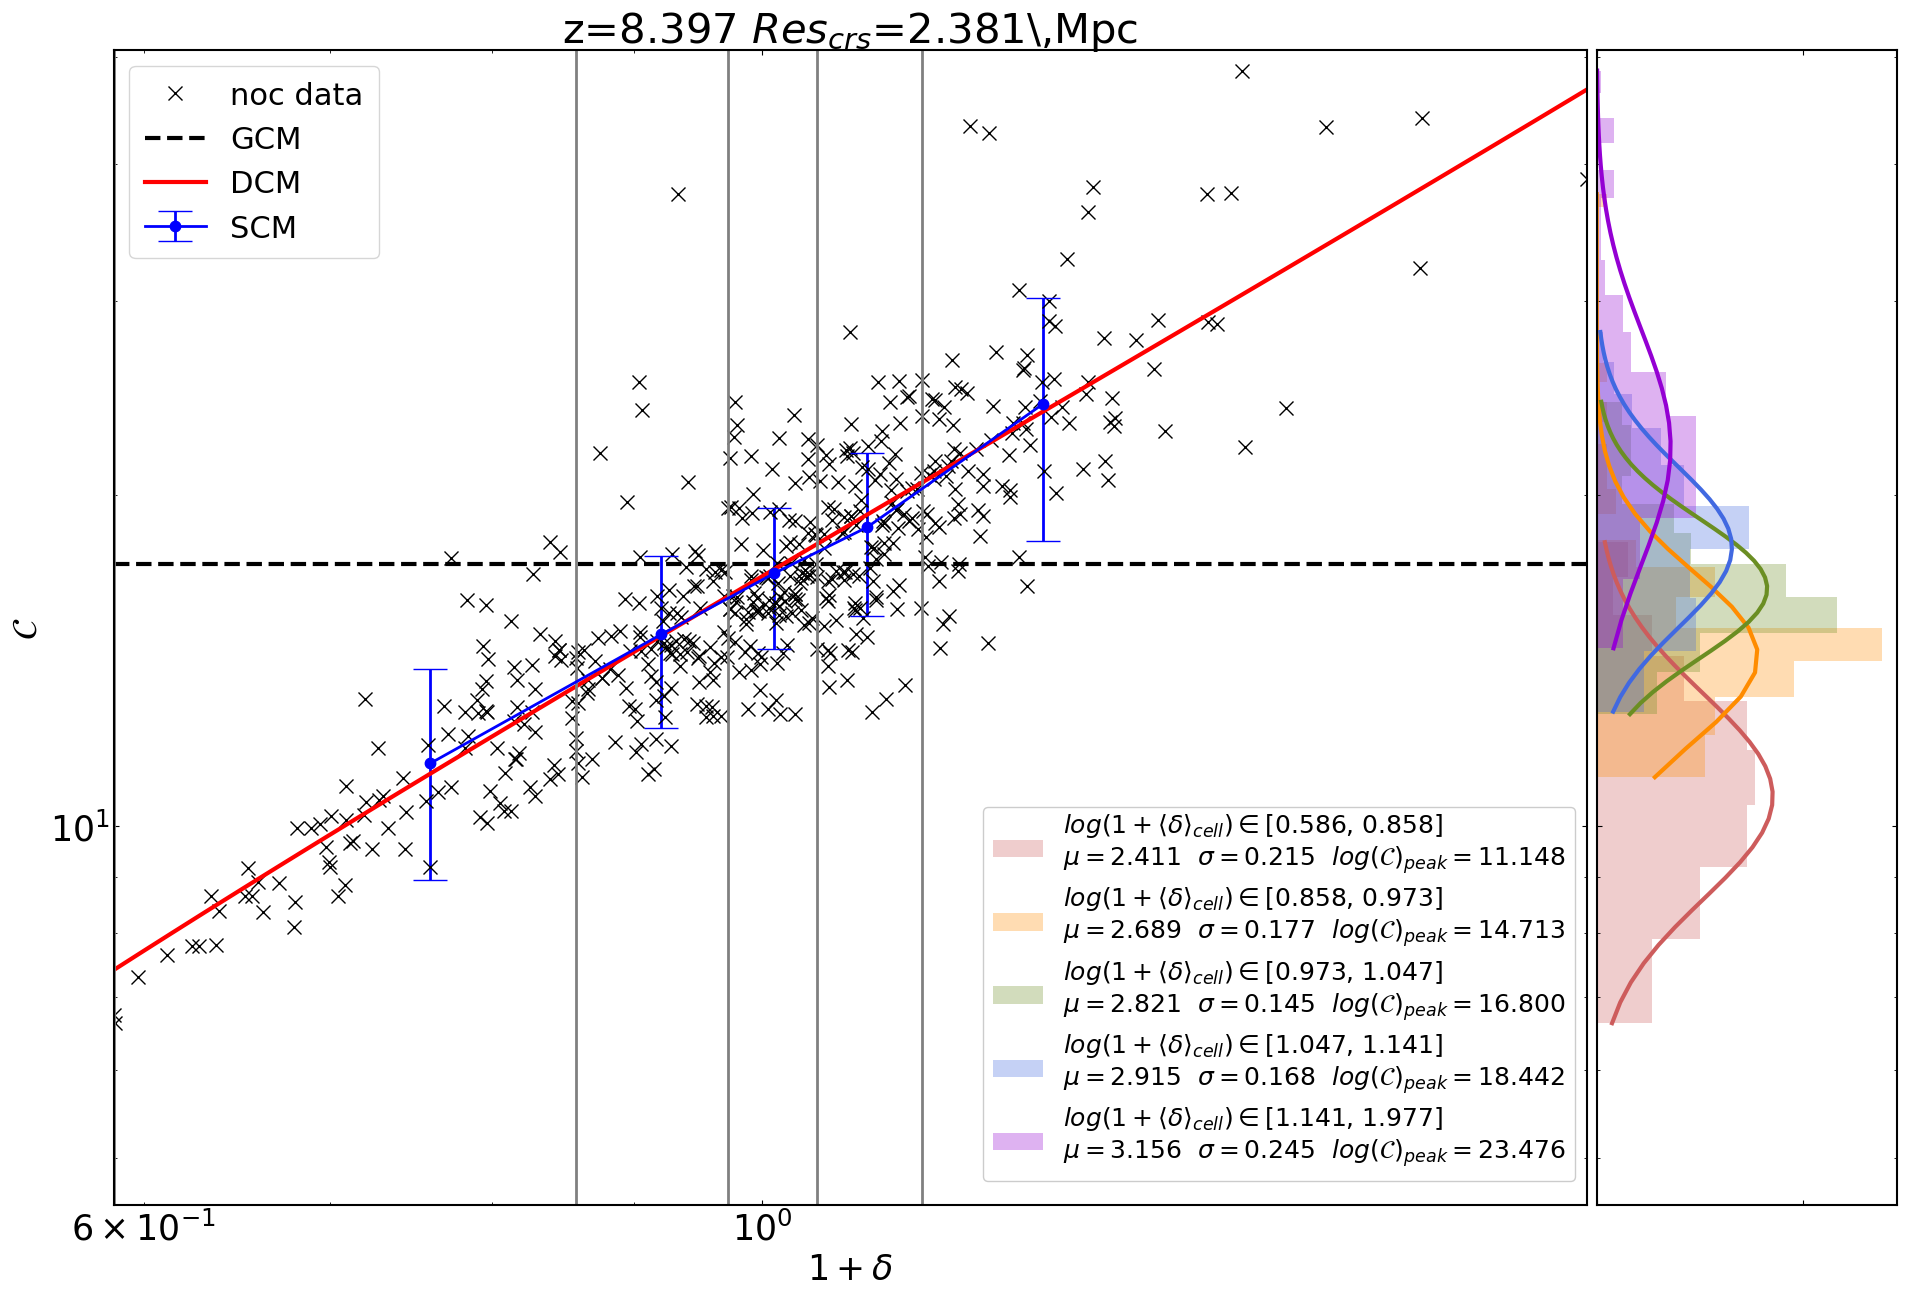 z=8.397 Res_crs=2.381\,Mpc
noc data
GCM
DCM
SCM
𝒞
10¹
log(1+⟨δ⟩_cell)∈[0.586, 0.858]
μ=2.411 σ=0.215 log(𝒞)_peak=11.148
log(1+⟨δ⟩_cell)∈[0.858, 0.973]
μ=2.689 σ=0.177 log(𝒞)_peak=14.713
log(1+⟨δ⟩_cell)∈[0.973, 1.047]
μ=2.821 σ=0.145 log(𝒞)_peak=16.800
log(1+⟨δ⟩_cell)∈[1.047, 1.141]
μ=2.915 σ=0.168 log(𝒞)_peak=18.442
log(1+⟨δ⟩_cell)∈[1.141, 1.977]
μ=3.156 σ=0.245 log(𝒞)_peak=23.476
6×10⁻¹
10⁰
1+δ